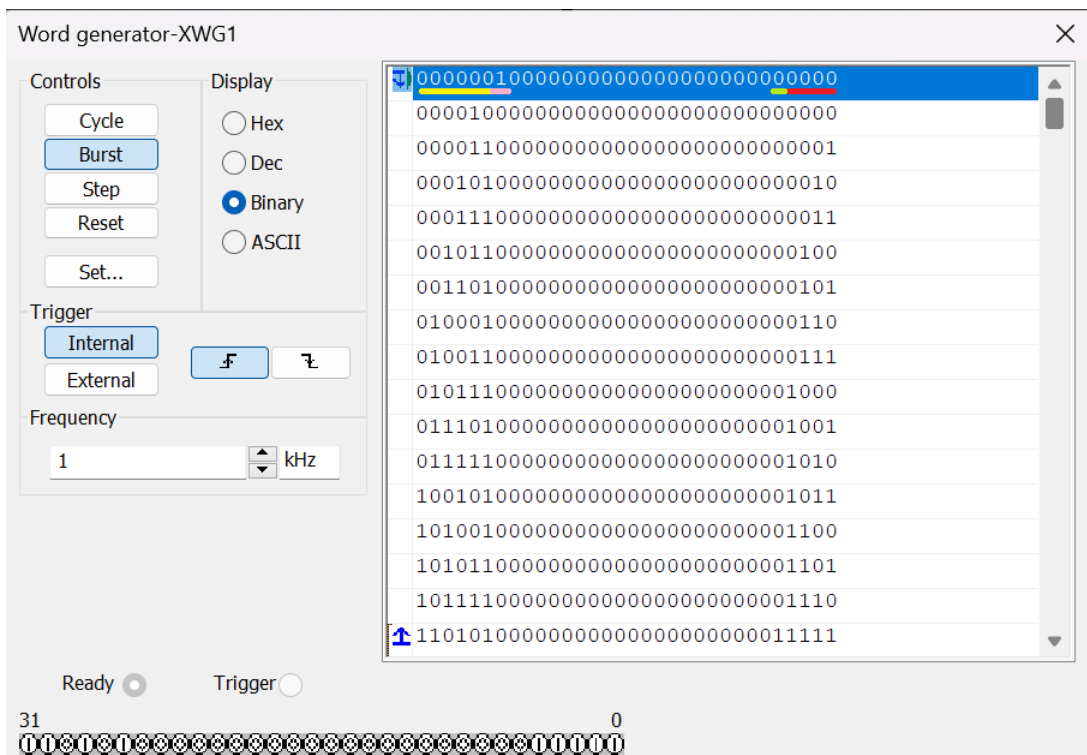 Word generator-XWG1
Controls
Cycle
Burst
Step
Reset
Set...
Display
Hex
Dec
Binary
ASCII
Trigger
Internal
External
Frequency
1
kHz
00000010000000000000000000000000
00001000000000000000000000000000
00001100000000000000000000000001
00010100000000000000000000000010
00011100000000000000000000000011
00101100000000000000000000000100
00110100000000000000000000000101
01000100000000000000000000000110
01001100000000000000000000000111
01011100000000000000000000001000
01110100000000000000000000001001
01111100000000000000000000001010
10010100000000000000000000001011
10100100000000000000000000001100
10101100000000000000000000001101
10111100000000000000000000001110
11010100000000000000000000011111
Ready
Trigger
31
0
11010100000000000000000000011111